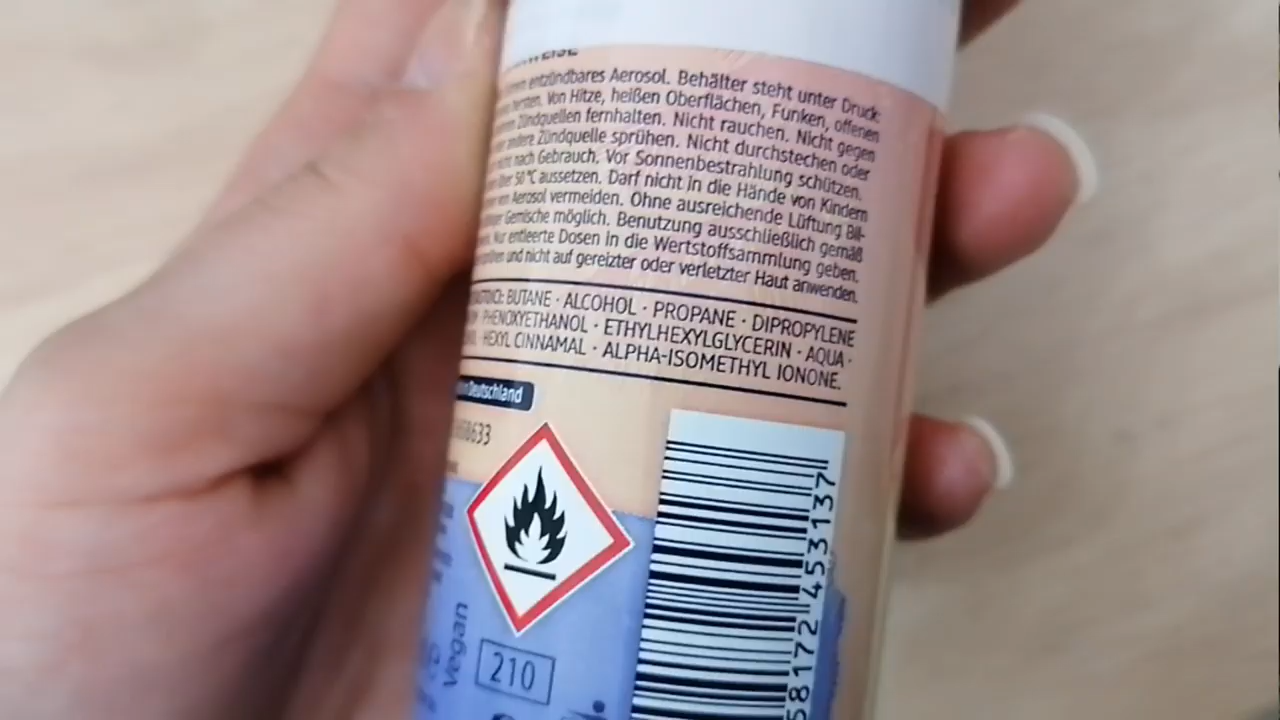 entzündbares Aerosol. Behälter steht unter Druck:
Von Hitze, heißen Oberflächen, Funken, offenen
Zündquellen fernhalten. Nicht rauchen. Nicht gegen
andere Zündquelle sprühen. Nicht durchstechen oder
nach Gebrauch. Vor Sonnenbestrahlung schützen.
50°C aussetzen. Darf nicht in die Hände von Kindern
Aerosol vermeiden. Ohne ausreichende Lüftung Bil-
Gemische möglich. Benutzung ausschließlich gemäß
Nur entleerte Dosen in die Wertstoffsammlung geben.
und nicht auf gereizter oder verletzter Haut anwenden.
BUTANE · ALCOHOL · PROPANE · DIPROPYLENE
PHENOXYETHANOL · ETHYLHEXYLGLYCERIN · AQUA ·
HEXYL CINNAMAL · ALPHA-ISOMETHYL IONONE.
Deutschland
8633
Vegan
210
58172 453137